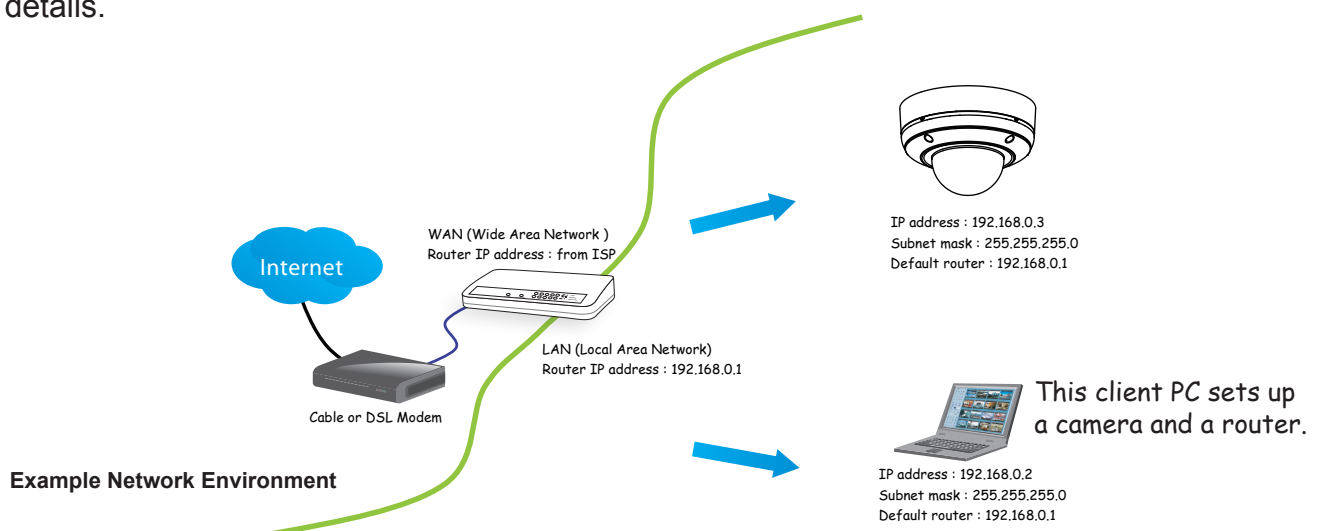 details.
WAN (Wide Area Network )
Router IP address : from ISP
Internet
LAN (Local Area Network)
Router IP address : 192.168.0.1
Cable or DSL Modem
IP address : 192.168.0.3
Subnet mask : 255.255.255.0
Default router : 192.168.0.1
This client PC sets up
a camera and a router.
IP address : 192.168.0.2
Subnet mask : 255.255.255.0
Default router : 192.168.0.1
Example Network Environment